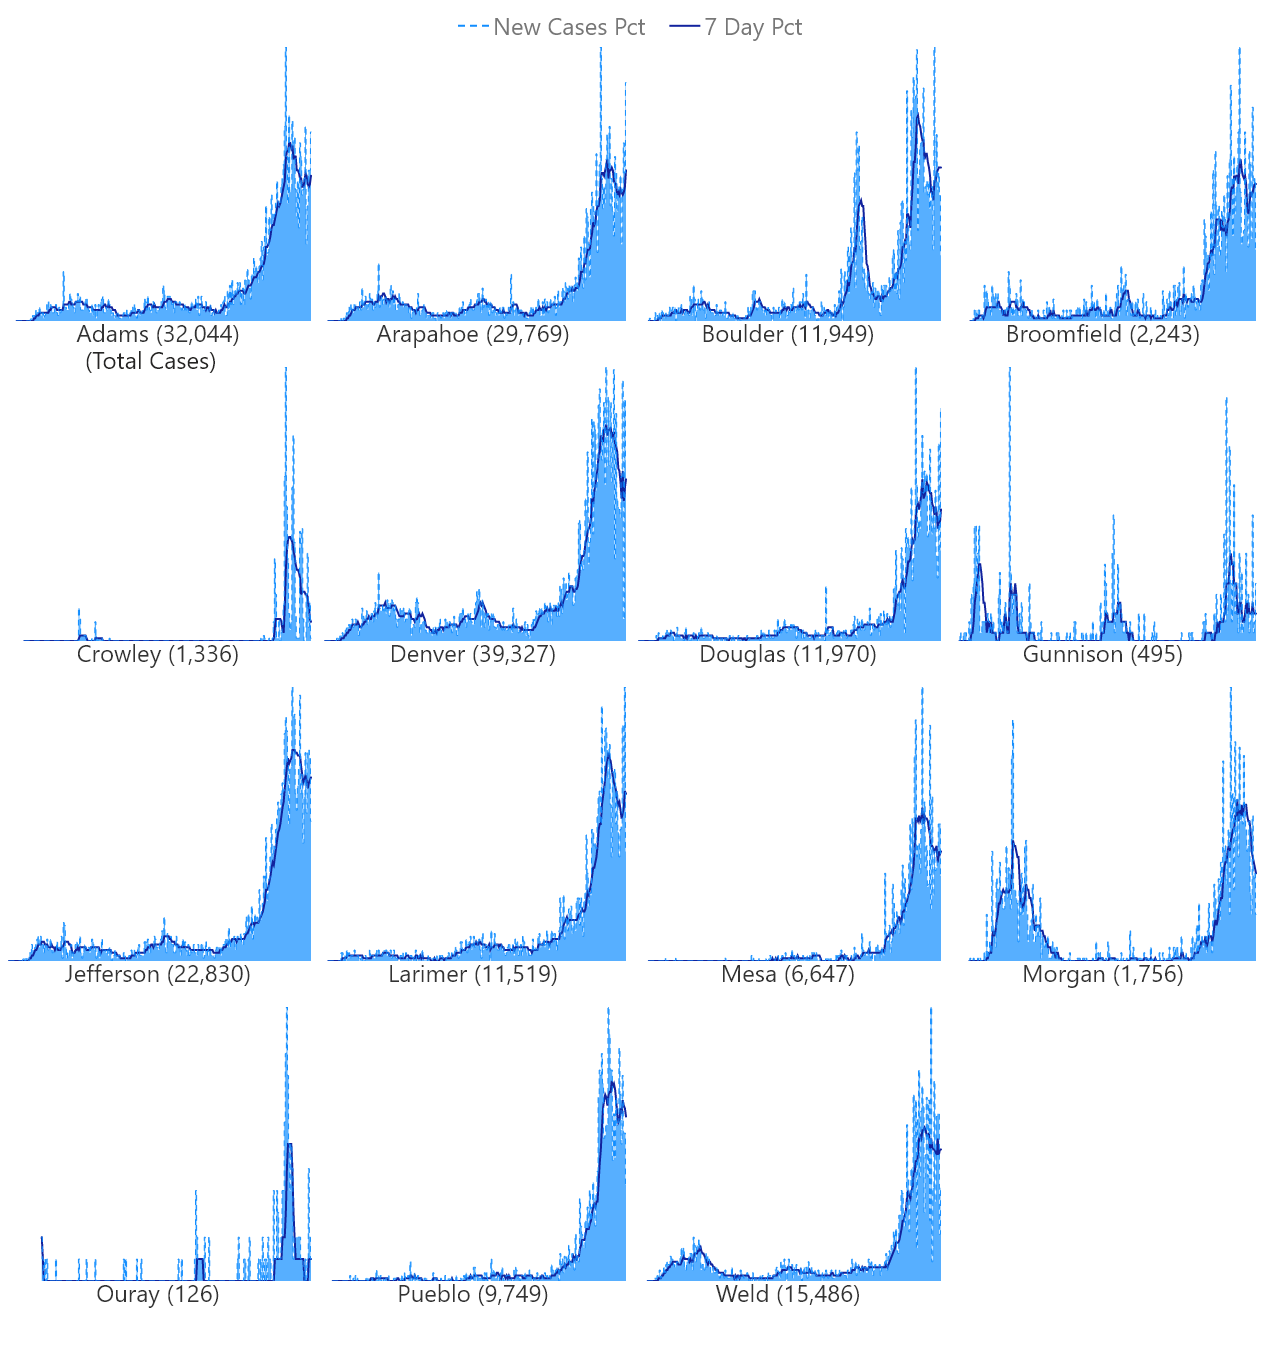 New Cases Pct 7 Day Pct
Adams (32,044)
(Total Cases)
Arapahoe (29,769)
Boulder (11,949)
Broomfield (2,243)
Crowley (1,336)
Denver (39,327)
Douglas (11,970)
Gunnison (495)
Jefferson (22,830)
Larimer (11,519)
Mesa (6,647)
Morgan (1,756)
Ouray (126)
Pueblo (9,749)
Weld (15,486)